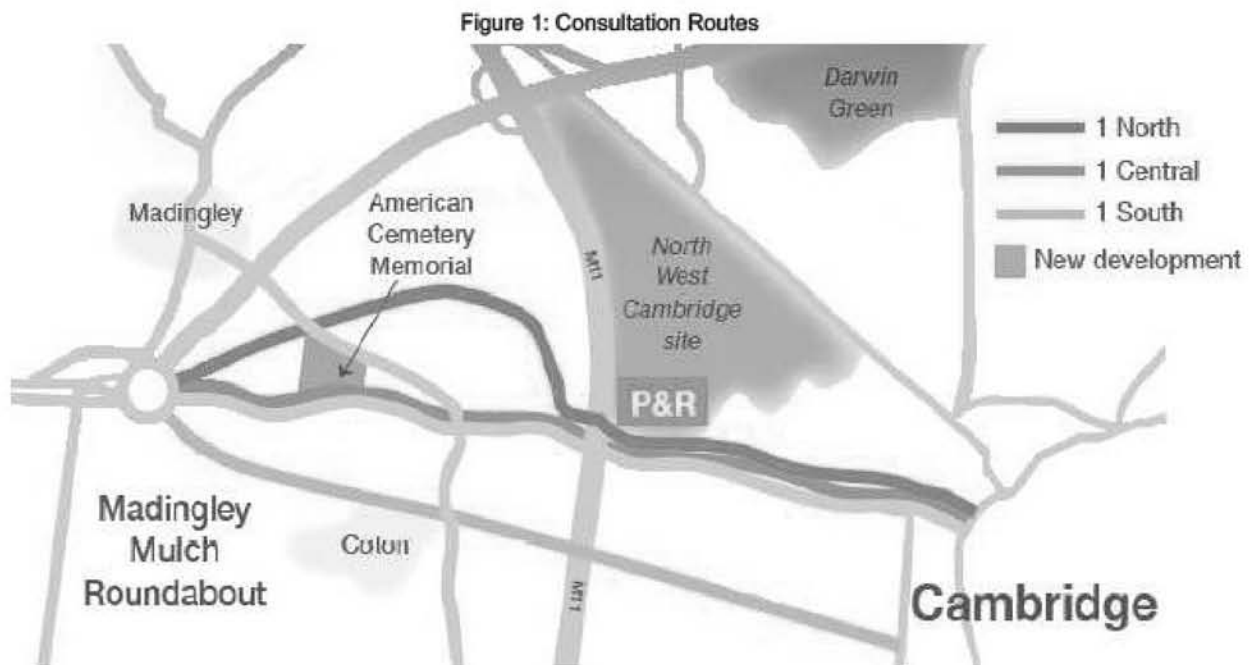 Figure 1: Consultation Routes
Darwin
Green
1 North
1 Central
1 South
New development
Madingley
American
Cemetery
Memorial
M11
North
West
Cambridge
site
P&R
Madingley
Mulch
Roundabout
Colon
M11
Cambridge